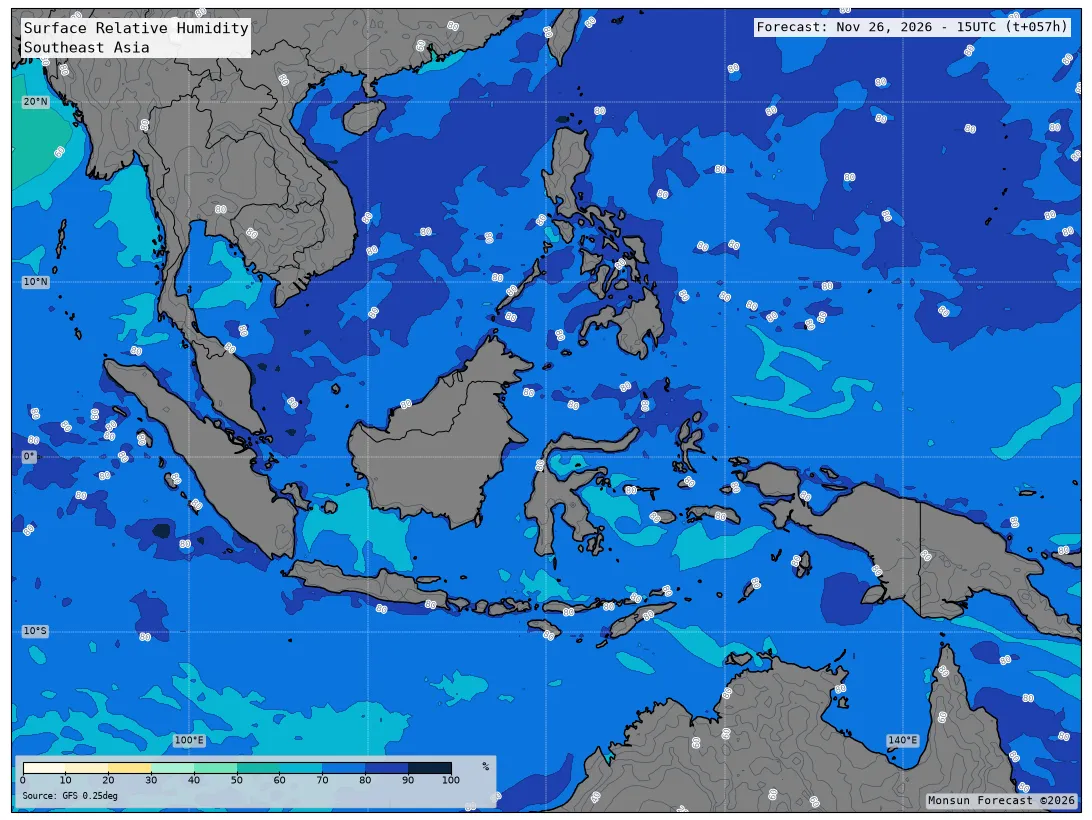 Surface Relative Humidity
Southeast Asia
Forecast: Nov 26, 2026 - 15UTC (t+057h)
20°N
10°N
0°
10°S
100°E
140°E
0 10 20 30 40 50 60 70 80 90 100
%
Source: GFS 0.25deg
Monsun Forecast ©2026